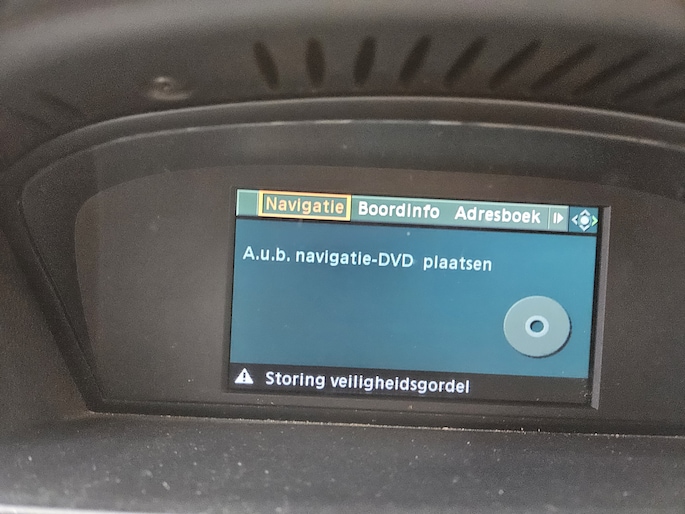 Navigatie BoordInfo Adresboek
A.u.b. navigatie-DVD plaatsen
Storing veiligheidsgordel